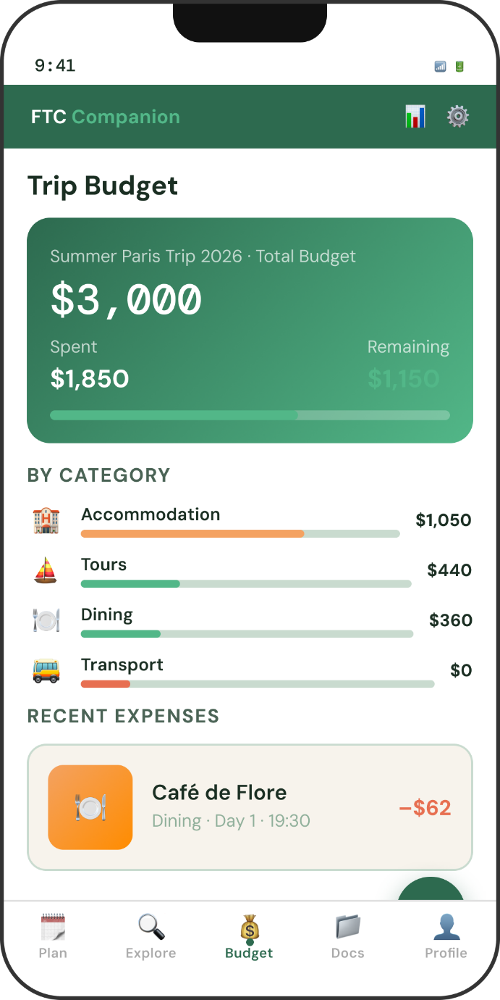 9:41
FTC Companion
Trip Budget
Summer Paris Trip 2026 · Total Budget
$3,000
Spent
Remaining
$1,850
$1,150
BY CATEGORY
Accommodation
$1,050
Tours
$440
Dining
$360
Transport
$0
RECENT EXPENSES
Café de Flore
Dining · Day 1 · 19:30
−$62
Plan
Explore
Budget
Docs
Profile